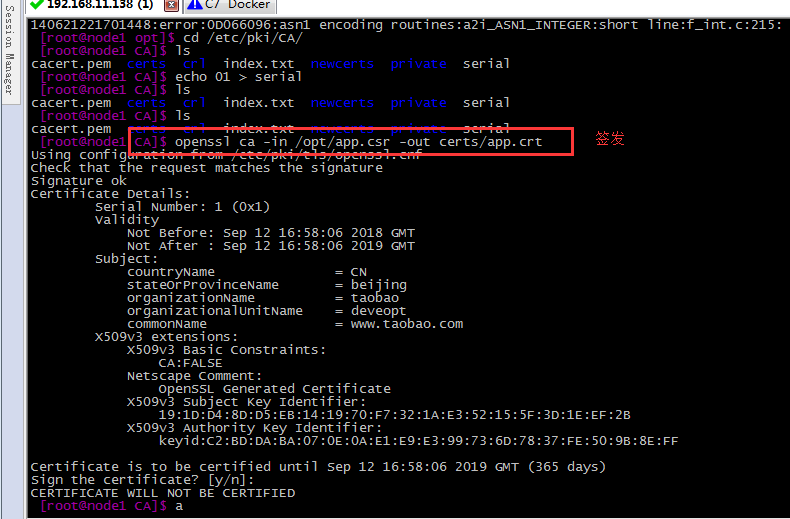 192.168.11.138 (1)
C7 Docker
Session Manager
140621221701448:error:0D066096:asn1 encoding routines:a2i_ASN1_INTEGER:short line:f_int.c:215:
[root@node1 opt]$ cd /etc/pki/CA/
[root@node1 CA]$ ls
cacert.pem certs crl index.txt newcerts private serial
[root@node1 CA]$ echo 01 > serial
[root@node1 CA]$ ls
cacert.pem certs crl index.txt newcerts private serial
[root@node1 CA]$ ls
cacert.pem certs crl index.txt newcerts private serial
[root@node1 CA]$ openssl ca -in /opt/app.csr -out certs/app.crt
签发
Using configuration from /etc/pki/tls/openssl.cnf
Check that the request matches the signature
Signature ok
Certificate Details:
Serial Number: 1 (0x1)
Validity
Not Before: Sep 12 16:58:06 2018 GMT
Not After : Sep 12 16:58:06 2019 GMT
Subject:
countryName = CN
stateOrProvinceName = beijing
organizationName = taobao
organizationalUnitName = deveopt
commonName = www.taobao.com
X509v3 extensions:
X509v3 Basic Constraints:
CA:FALSE
Netscape Comment:
OpenSSL Generated Certificate
X509v3 Subject Key Identifier:
19:1D:D4:8D:D5:EB:14:19:70:F7:32:1A:E3:52:15:5F:3D:1E:EF:2B
X509v3 Authority Key Identifier:
keyid:C2:BD:DA:BA:07:0E:0A:E1:E9:E3:99:73:6D:78:37:FE:50:9B:8E:FF
Certificate is to be certified until Sep 12 16:58:06 2019 GMT (365 days)
Sign the certificate? [y/n]:
CERTIFICATE WILL NOT BE CERTIFIED
[root@node1 CA]$ a